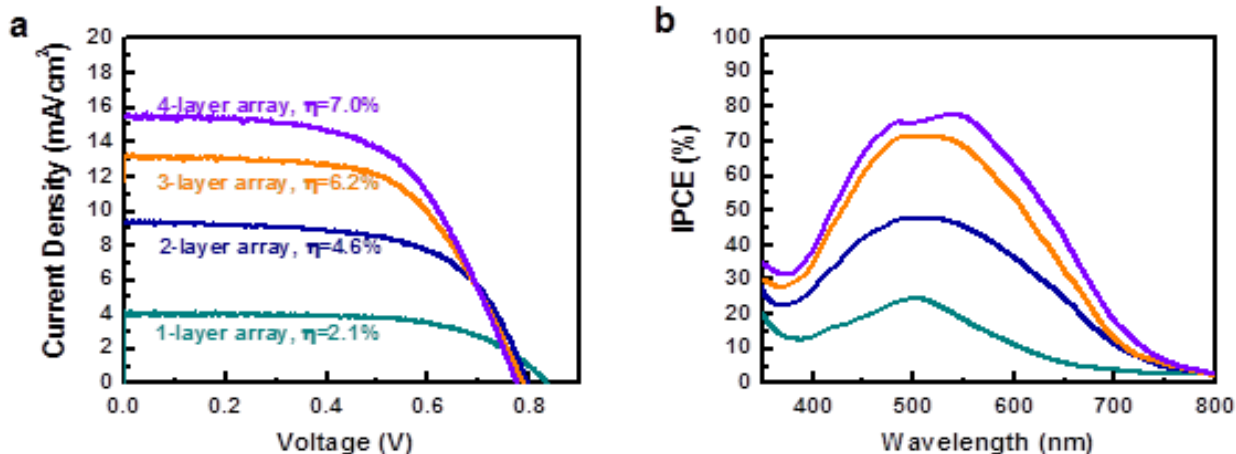 a
20
18
16
14
12
10
8
6
4
2
0
Current Density (mA/cm²)
4-layer array, η=7.0%
3-layer array, η=6.2%
2-layer array, η=4.6%
1-layer array, η=2.1%
0.0 0.2 0.4 0.6 0.8
Voltage (V)
b
100
90
80
70
60
50
40
30
20
10
0
IPCE (%)
400 500 600 700 800
Wavelength (nm)